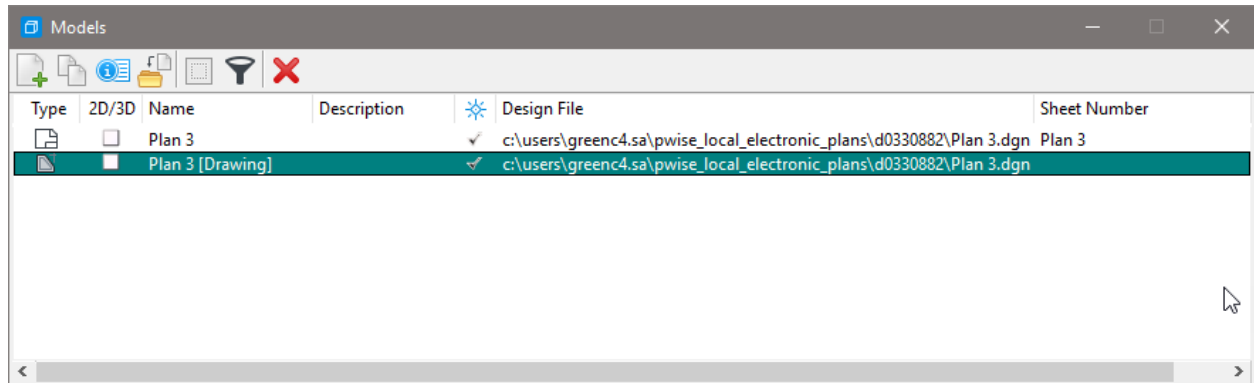 Models
Type 2D/3D Name Description Design File Sheet Number
Plan 3 c:\users\greenc4.sa\pwise_local_electronic_plans\d0330882\Plan 3.dgn Plan 3
Plan 3 [Drawing] c:\users\greenc4.sa\pwise_local_electronic_plans\d0330882\Plan 3.dgn